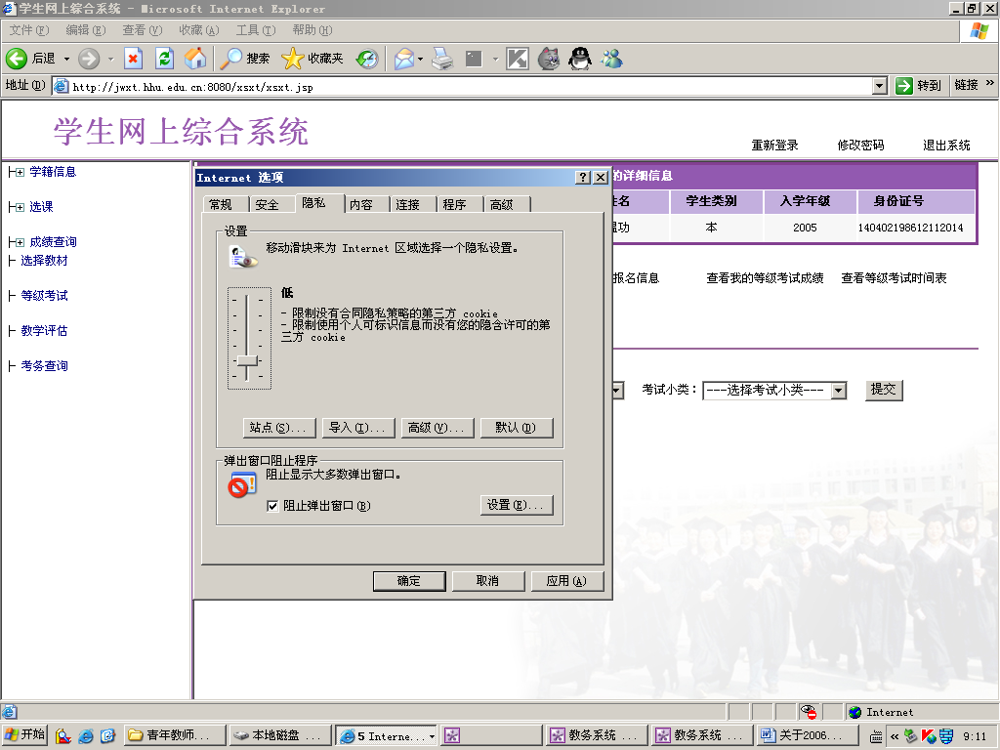 学生网上综合系统 - Microsoft Internet Explorer
文件(F) 编辑(E) 查看(V) 收藏(A) 工具(T) 帮助(H)
后退 搜索 收藏夹
地址(D) http://jwxt.hhu.edu.cn:8080/xsxt/xsxt.jsp 转到 链接 »
学生网上综合系统
重新登录 修改密码 退出系统
学籍信息
选课
成绩查询
选择教材
等级考试
教学评估
考务查询
的详细信息
姓名 学生类别 入学年级 身份证号
功 本 2005 140402198612112014
报名信息 查看我的等级考试成绩 查看等级考试时间表
考试小类: ---选择考试小类--- 提交
Internet 选项
常规 安全 隐私 内容 连接 程序 高级
设置
移动滑块来为 Internet 区域选择一个隐私设置。
低
- 限制没有合同隐私策略的第三方 cookie
- 限制使用个人可标识信息而没有您的隐含许可的第
三方 cookie
站点(S)... 导入(I)... 高级(V)... 默认(D)
弹出窗口阻止程序
阻止显示大多数弹出窗口。
阻止弹出窗口(B)
设置(E)...
确定 取消 应用(A)
Internet
开始 青年教师... 本地磁盘 ... 5 Interne... 教务系统 ... 教务系统 ... 关于2006... « 9:11